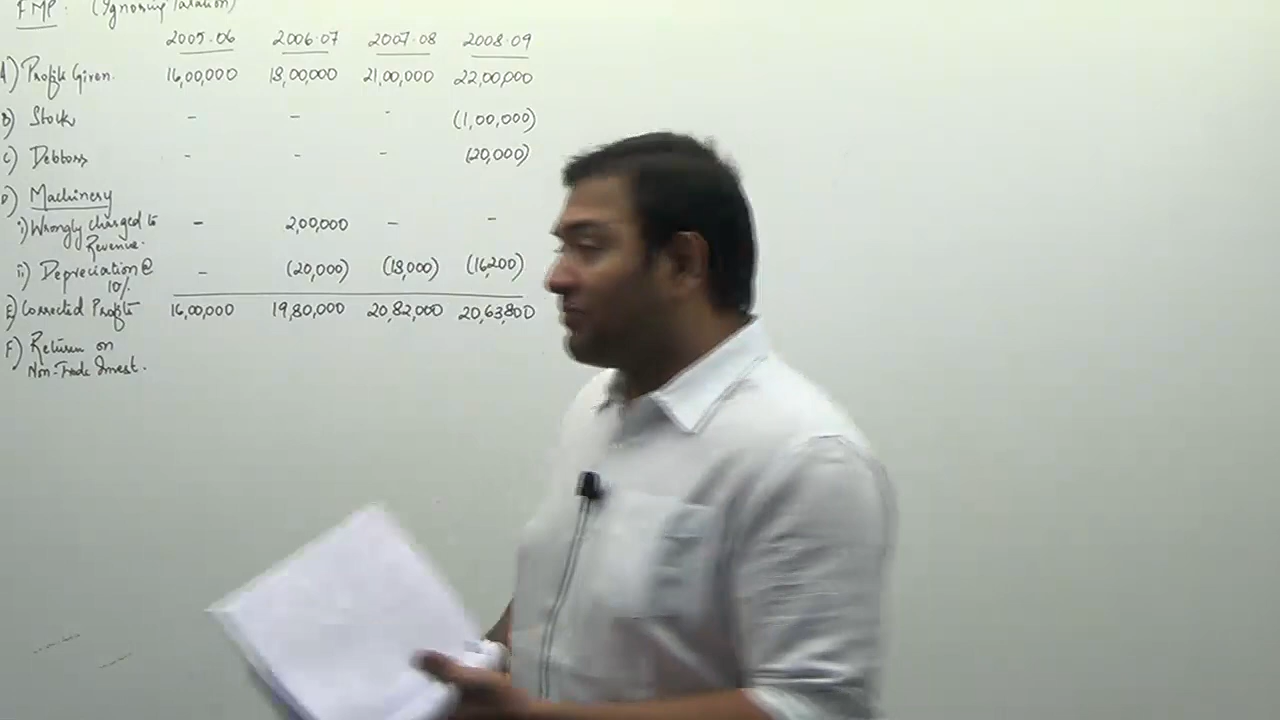 FMP. (Ignoring Taxation)
2005.06 2006.07 2007.08 2008.09
A) Profit Given. 16,00,000 18,00,000 21,00,000 22,00,000
B) Stock - - - (1,00,000)
C) Debtors - - - (20,000)
D) Machinery
i) Wrongly charged to - 2,00,000 - -
Revenue.
ii) Depreciation @ - (20,000) (18,000) (16,200)
10%
E) Corrected Profit 16,00,000 19,80,000 20,82,000 20,63,800
F) Return on
Non-Trade Invest.